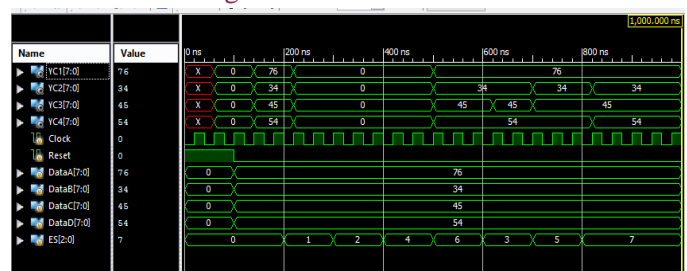 1,000.000 ns
Name Value 0 ns 200 ns 400 ns 600 ns 800 ns
YC1[7:0] 76 X 0 76 0 76
YC2[7:0] 34 X 0 34 0 34 34 34
YC3[7:0] 45 X 0 45 0 45 45 45
YC4[7:0] 54 X 0 54 0 54 54
Clock 0
Reset 0
DataA[7:0] 76 0 76
DataB[7:0] 34 0 34
DataC[7:0] 45 0 45
DataD[7:0] 54 0 54
ES[2:0] 7 0 1 2 4 6 3 5 7